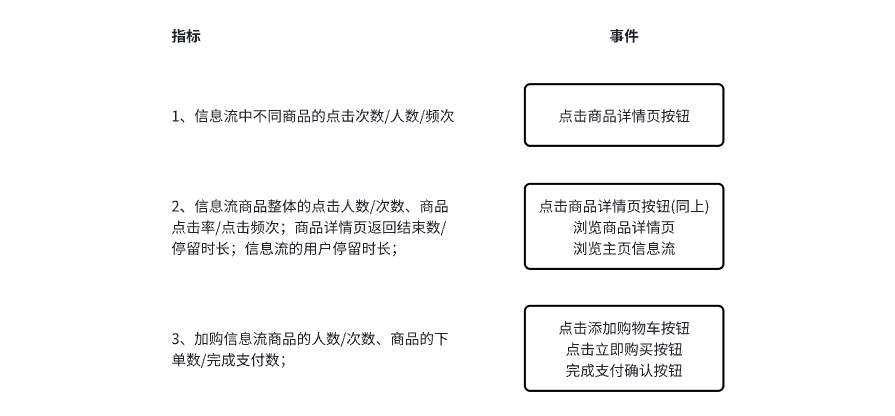 指标
事件
1、信息流中不同商品的点击次数/人数/频次
点击商品详情页按钮
2、信息流商品整体的点击人数/次数、商品
点击率/点击频次；商品详情页返回结束数/
停留时长；信息流的用户停留时长；
点击商品详情页按钮(同上)
浏览商品详情页
浏览主页信息流
3、加购信息流商品的人数/次数、商品的下
单数/完成支付数；
点击添加购物车按钮
点击立即购买按钮
完成支付确认按钮